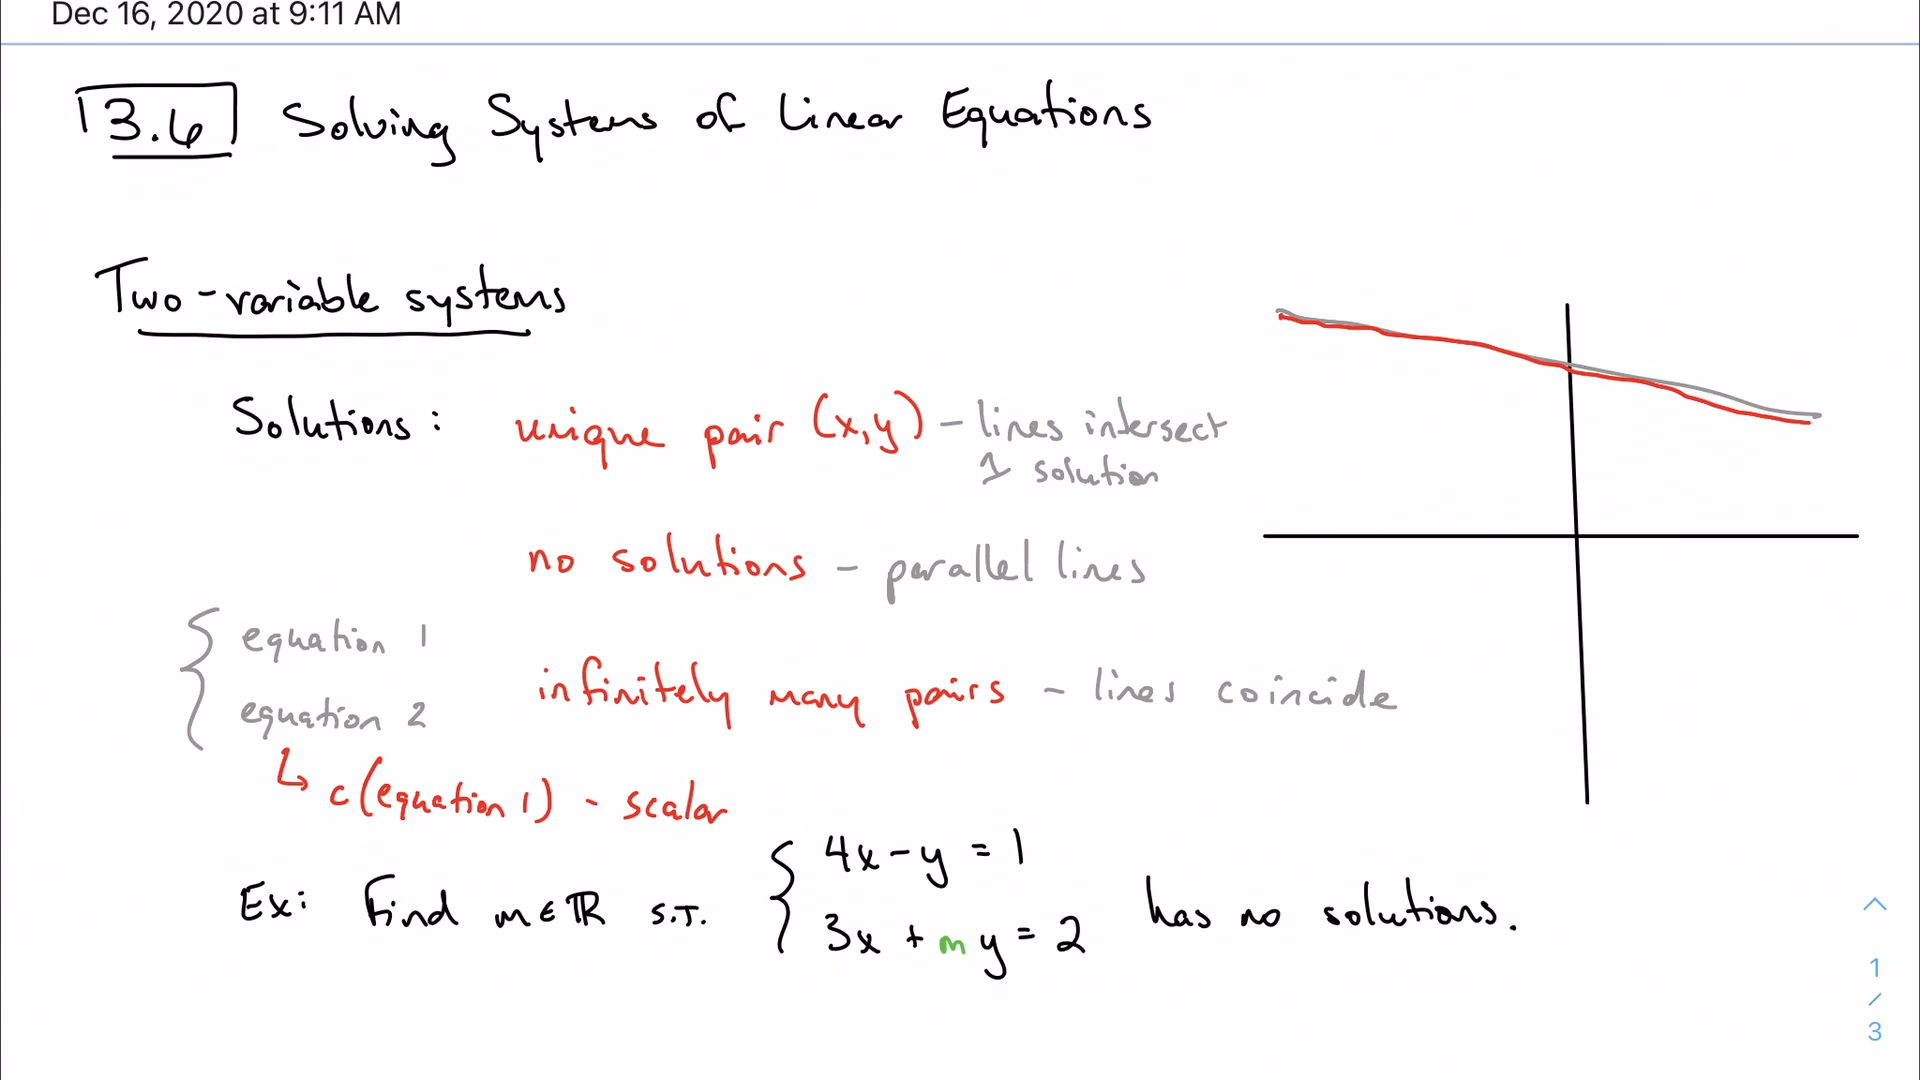 Dec 16, 2020 at 9:11 AM
3.6 Solving Systems of Linear Equations
Two-variable systems
Solutions: unique pair (x,y) - lines intersect
1 solution
no solutions - parallel lines
equation 1
equation 2
infinitely many pairs - lines coincide
↳ c(equation 1) - scalar
Ex: Find m∈ℝ s.t. { 4x-y = 1
3x + my = 2 has no solutions.
1
/
3